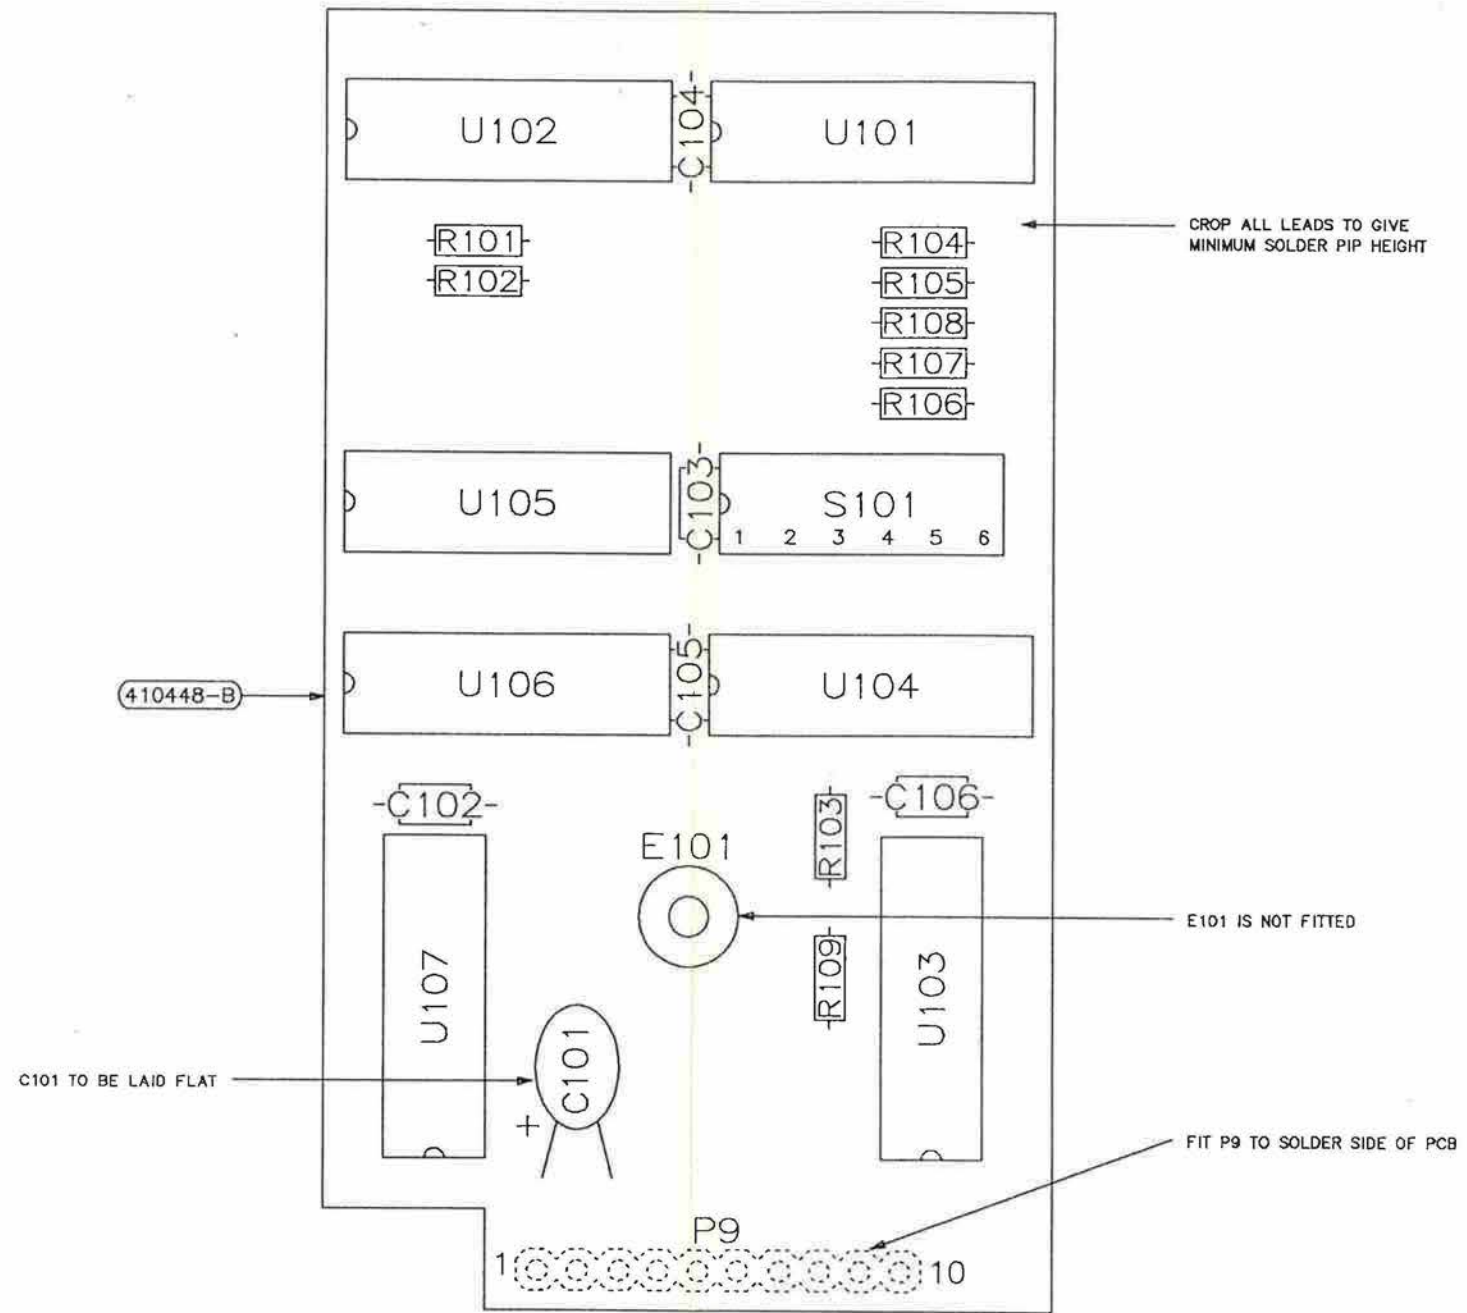 U102
C104
U101
CROP ALL LEADS TO GIVE
MINIMUM SOLDER PIP HEIGHT
R101
R102
R104
R105
R108
R107
R106
U105
C103
S101
1 2 3 4 5 6
410448-B
U106
C105
U104
C102
R103
C106
E101
E101 IS NOT FITTED
U107
R109
U103
C101
C101 TO BE LAID FLAT
+
FIT P9 TO SOLDER SIDE OF PCB
P9
1
10